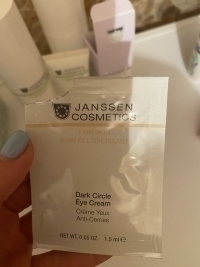 JANSSEN
COSMETICS
Dark Circle
Eye Cream
Crème Yeux
Anti-Cernes
NET WT. 0.05 OZ. 1.5 ml ℮